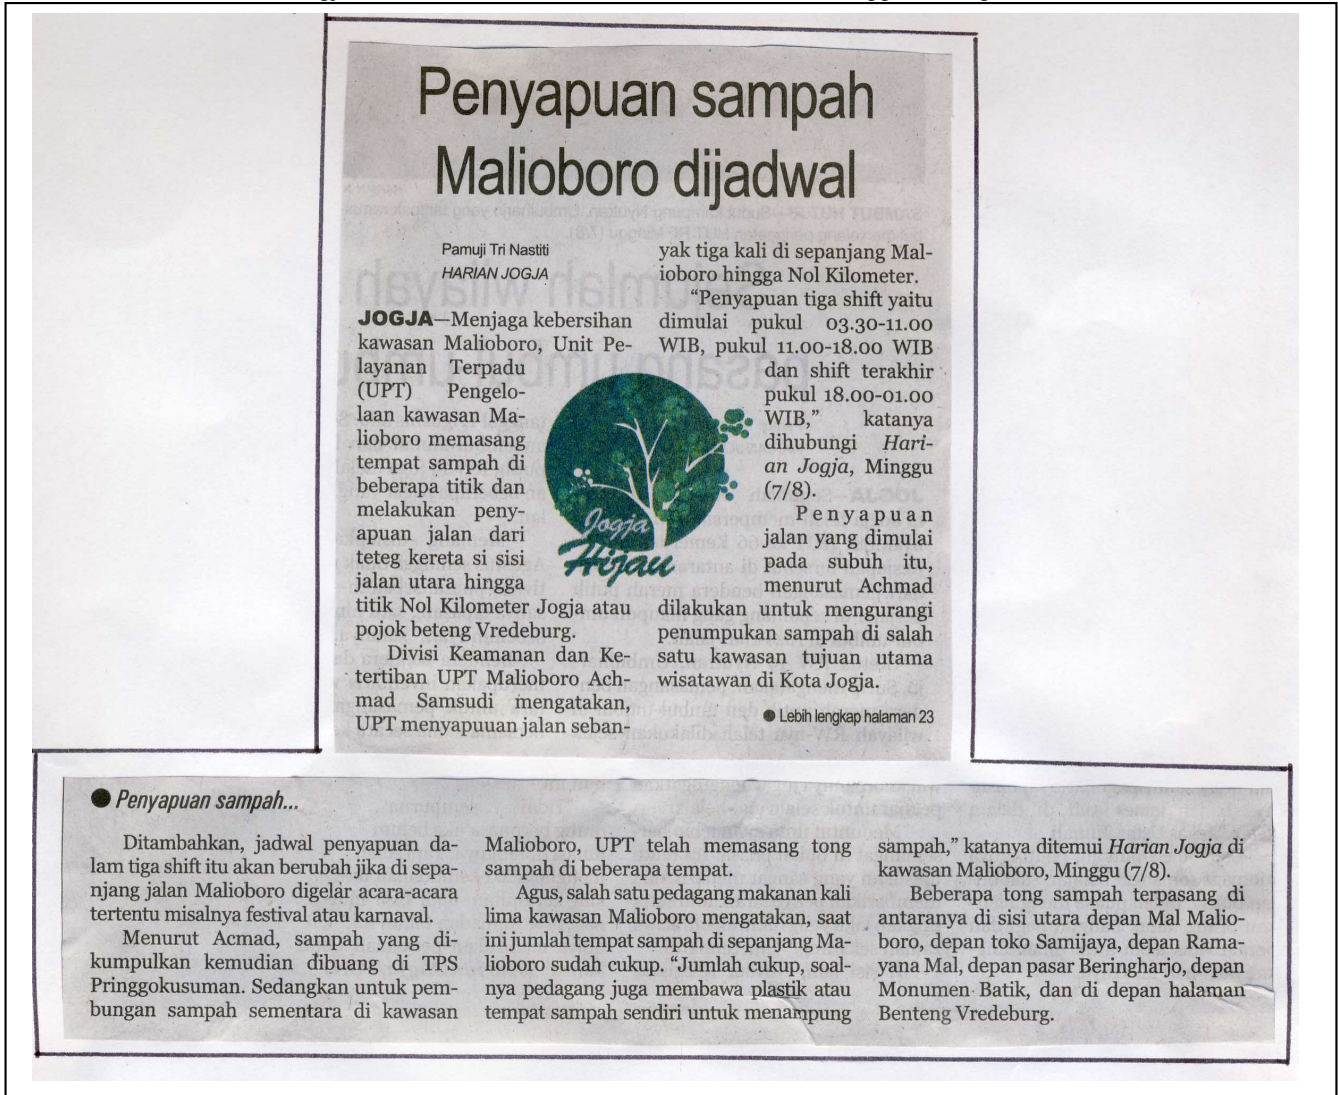 Penyapuan sampah
Malioboro dijadwal
Pamuji Tri Nastiti
HARIAN JOGJA
JOGJA—Menjaga kebersihan
kawasan Malioboro, Unit Pe-
layanan Terpadu
(UPT) Pengelo-
laan kawasan Ma-
lioboro memasang
tempat sampah di
beberapa titik dan
melakukan peny-
apuan jalan dari
teteg kereta si sisi
jalan utara hingga
titik Nol Kilometer Jogja atau
pojok beteng Vredeburg.
Divisi Keamanan dan Ke-
tertiban UPT Malioboro Ach-
mad Samsudi mengatakan,
UPT menyapuuan jalan seban-
yak tiga kali di sepanjang Mal-
ioboro hingga Nol Kilometer.
“Penyapuan tiga shift yaitu
dimulai pukul 03.30-11.00
WIB, pukul 11.00-18.00 WIB
dan shift terakhir
pukul 18.00-01.00
WIB,” katanya
dihubungi Hari-
an Jogja, Minggu
(7/8).
Penyapuan
jalan yang dimulai
pada subuh itu,
menurut Achmad
dilakukan untuk mengurangi
penumpukan sampah di salah
satu kawasan tujuan utama
wisatawan di Kota Jogja.
● Lebih lengkap halaman 23
Jogja
Hijau
● Penyapuan sampah...
Ditambahkan, jadwal penyapuan da-
lam tiga shift itu akan berubah jika di sepa-
njang jalan Malioboro digelar acara-acara
tertentu misalnya festival atau karnaval.
Menurut Acmad, sampah yang di-
kumpulkan kemudian dibuang di TPS
Pringgokusuman. Sedangkan untuk pem-
bungan sampah sementara di kawasan
Malioboro, UPT telah memasang tong
sampah di beberapa tempat.
Agus, salah satu pedagang makanan kali
lima kawasan Malioboro mengatakan, saat
ini jumlah tempat sampah di sepanjang Ma-
lioboro sudah cukup. “Jumlah cukup, soal-
nya pedagang juga membawa plastik atau
tempat sampah sendiri untuk menampung
sampah,” katanya ditemui Harian Jogja di
kawasan Malioboro, Minggu (7/8).
Beberapa tong sampah terpasang di
antaranya di sisi utara depan Mal Malio-
boro, depan toko Samijaya, depan Rama-
yana Mal, depan pasar Beringharjo, depan
Monumen Batik, dan di depan halaman
Benteng Vredeburg.